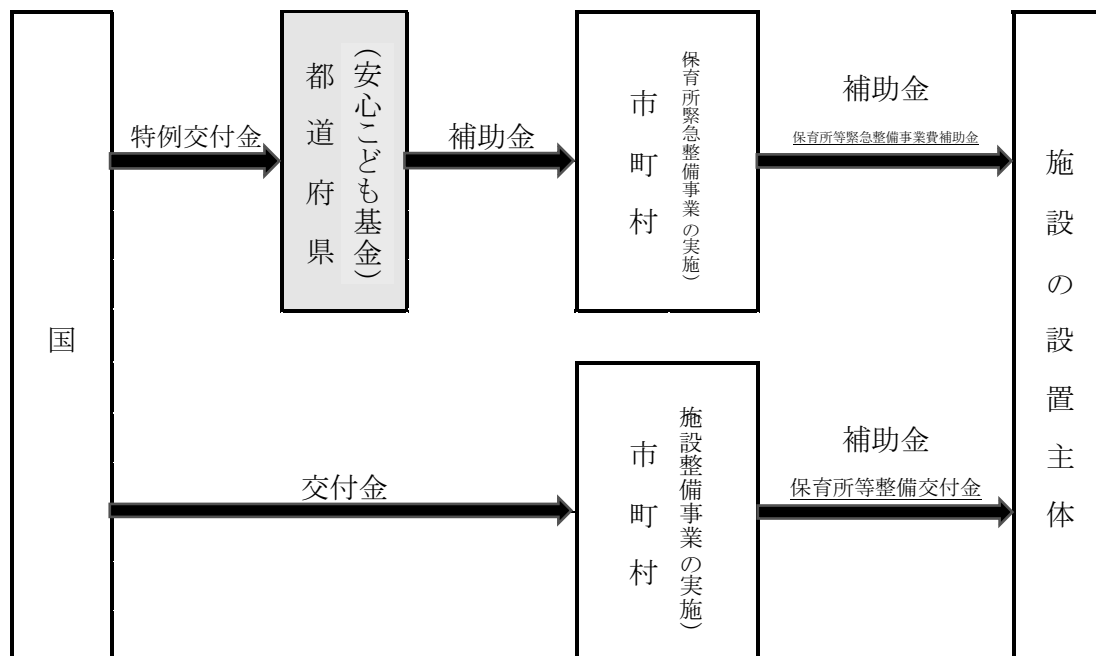 国
特例交付金
都道府県
(安心こども基金)
補助金
市町村
(保育所緊急整備事業の実施)
補助金
保育所等緊急整備事業費補助金
施設の設置主体
交付金
市町村
(施設整備事業の実施)
補助金
保育所等整備交付金